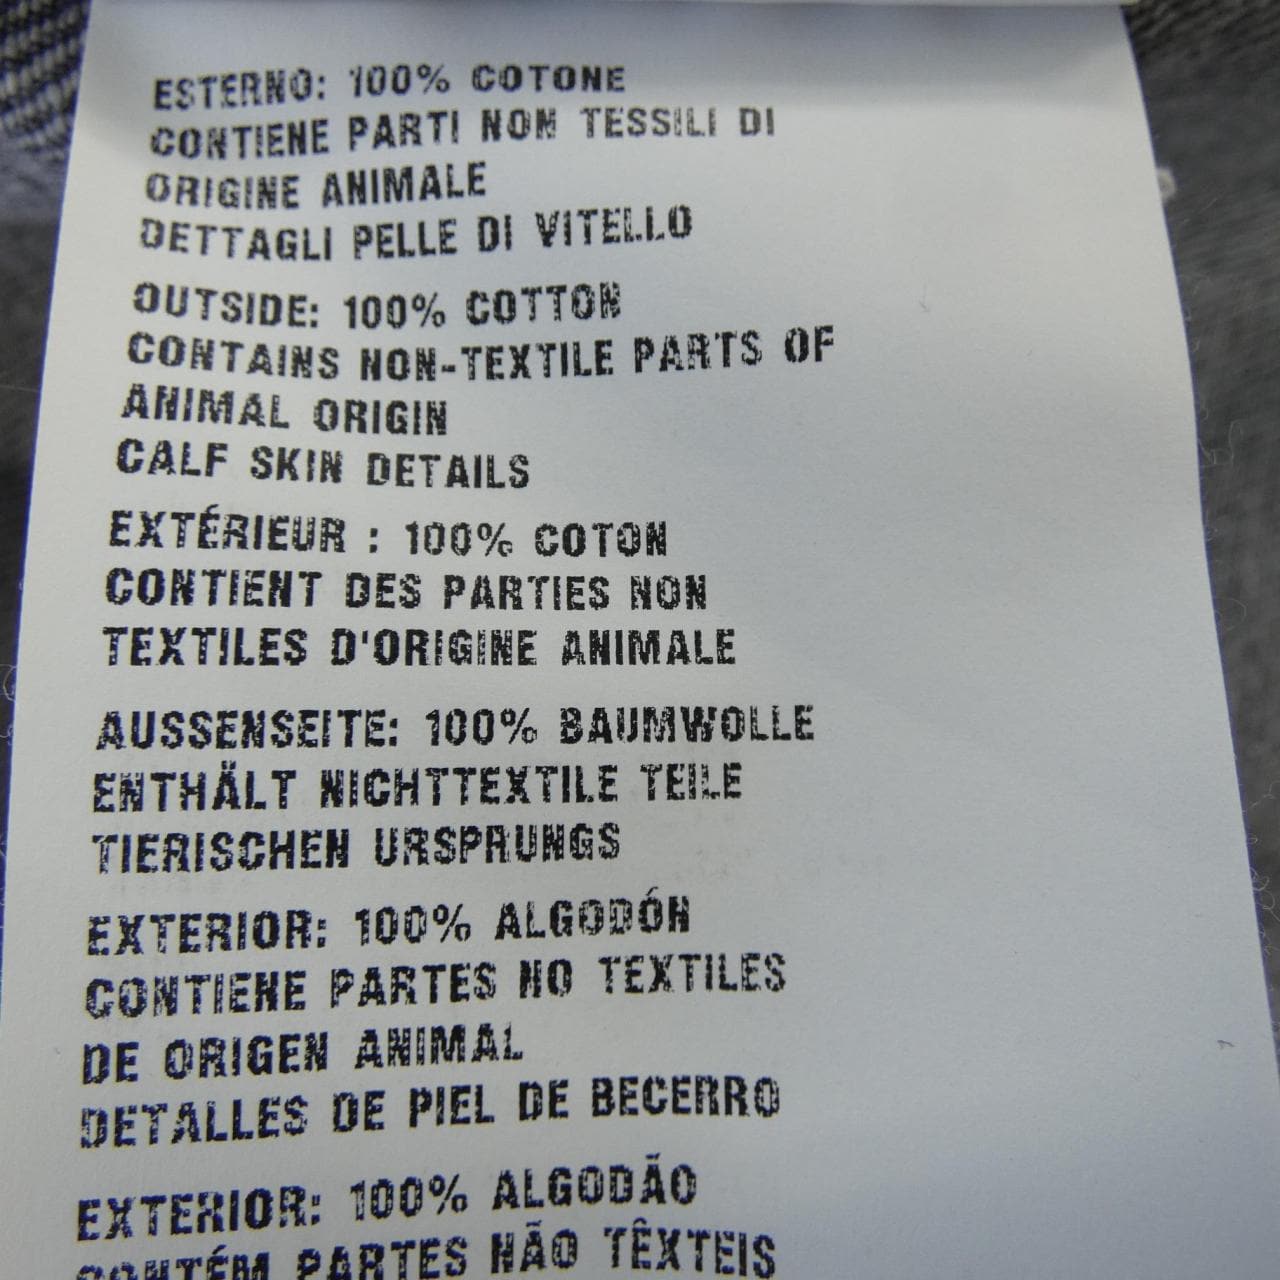 ESTERNO: 100% COTONE
CONTIENE PARTI NON TESSILI DI
ORIGINE ANIMALE
DETTAGLI PELLE DI VITELLO
OUTSIDE: 100% COTTON
CONTAINS NON-TEXTILE PARTS OF
ANIMAL ORIGIN
CALF SKIN DETAILS
EXTÉRIEUR : 100% COTON
CONTIENT DES PARTIES NON
TEXTILES D'ORIGINE ANIMALE
AUSSENSEITE: 100% BAUMWOLLE
ENTHÄLT NICHTTEXTILE TEILE
TIERISCHEN URSPRUNGS
EXTERIOR: 100% ALGODÓN
CONTIENE PARTES NO TEXTILES
DE ORIGEN ANIMAL
DETALLES DE PIEL DE BECERRO
EXTERIOR: 100% ALGODÃO
CONTÉM PARTES NÃO TÊXTEIS